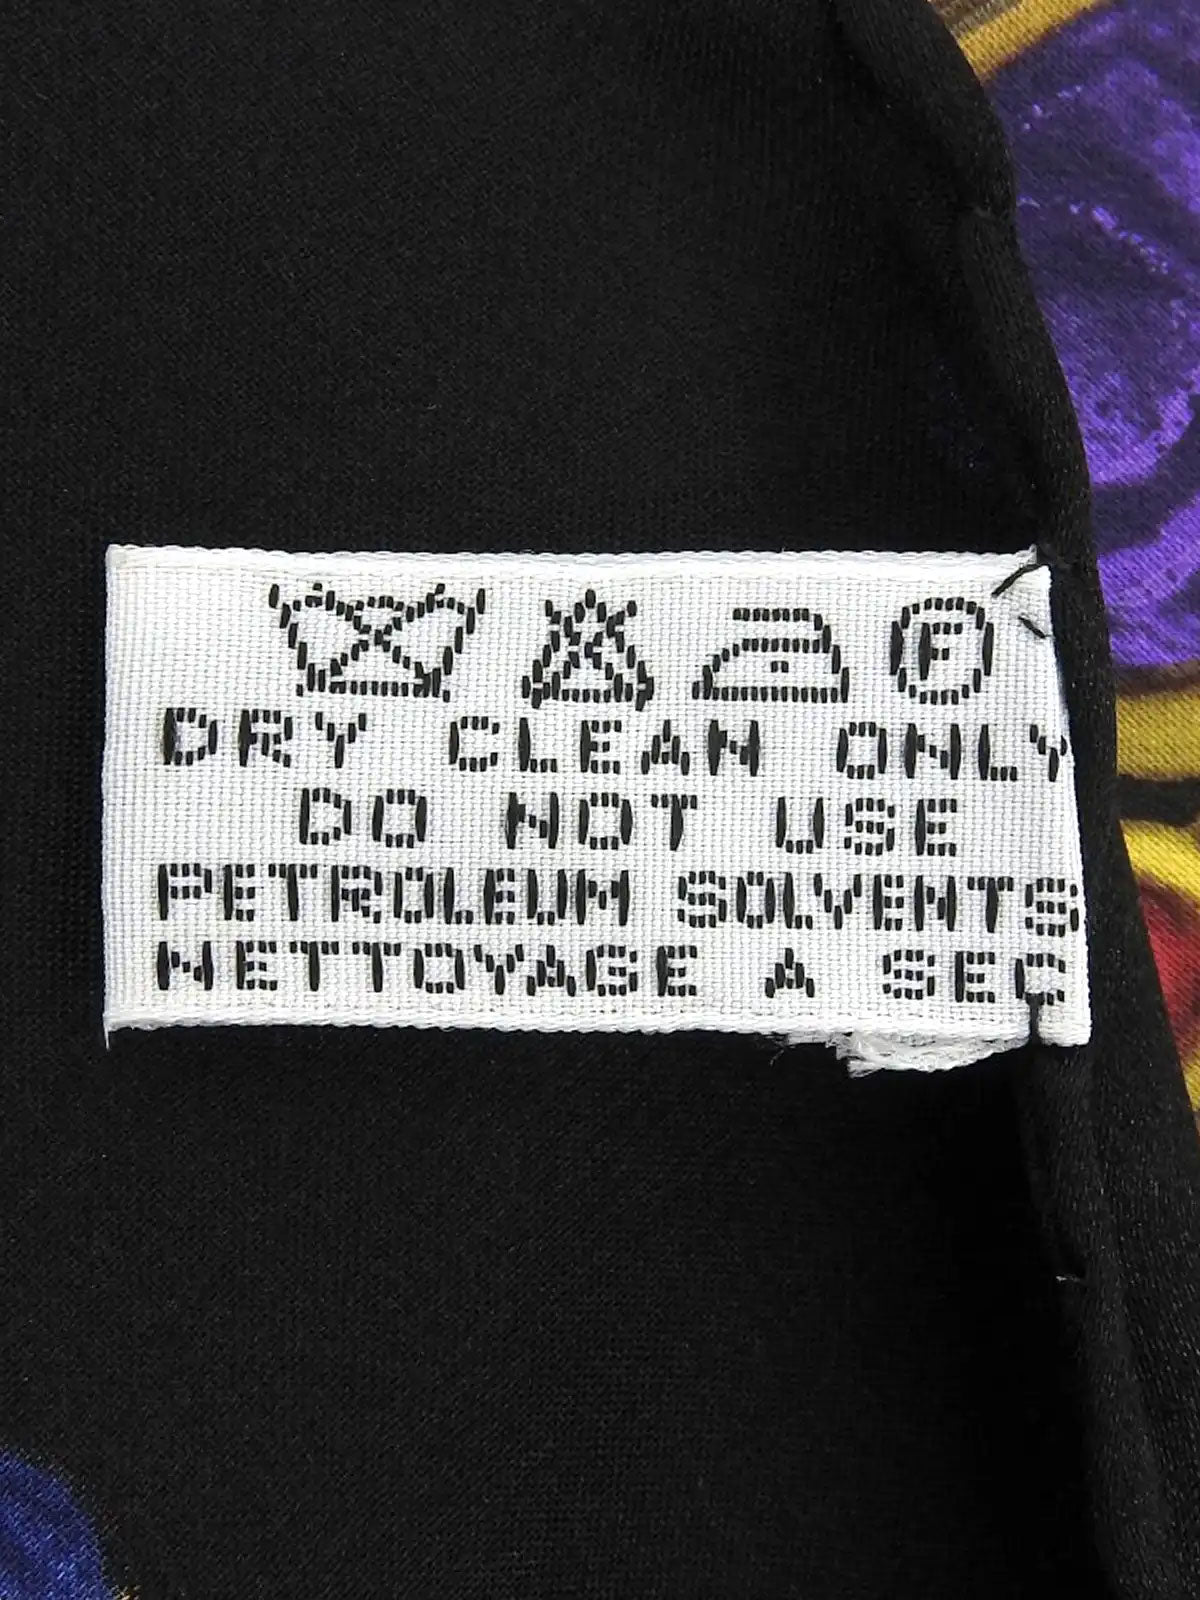 F
DRY CLEAN ONLY
DO NOT USE
PETROLEUM SOLVENTS
NETTOYAGE A SEC